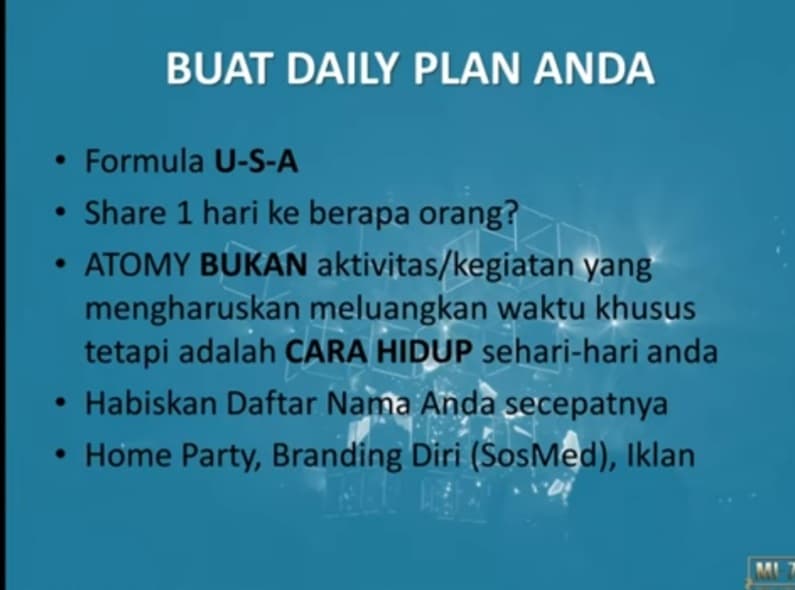 BUAT DAILY PLAN ANDA
• Formula U-S-A
• Share 1 hari ke berapa orang?
• ATOMY BUKAN aktivitas/kegiatan yang
mengharuskan meluangkan waktu khusus
tetapi adalah CARA HIDUP sehari-hari anda
• Habiskan Daftar Nama Anda secepatnya
• Home Party, Branding Diri (SosMed), Iklan